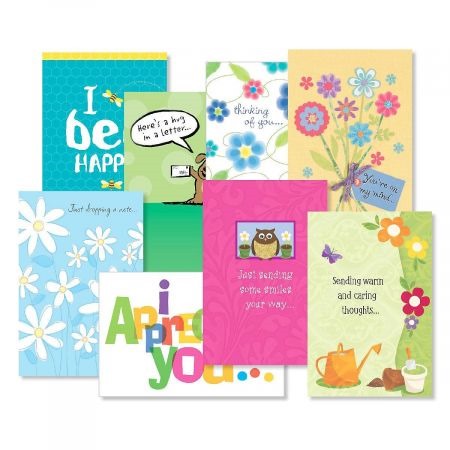 I
be
HAPP
Here's a hug
in a letter...
thinking
of you...
You're on
my mind...
Just dropping a note...
Just sending
some smiles
your way...
Sending warm
and caring
thoughts...
i
Appre
you...